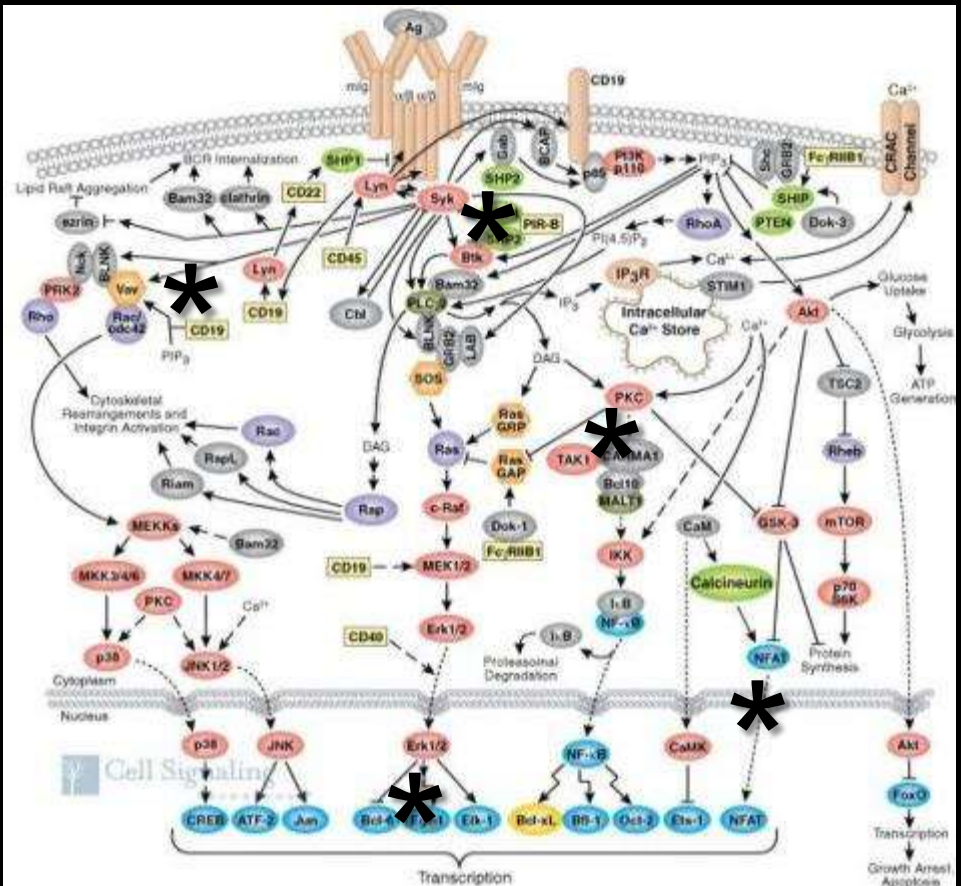 Ag
mIg
α/β α/β
mIg
CD19
Ca²⁺
CRAC
Channel
BCR Internalization
SHP1
Gab
BCAP
PI3K
p110
p85
PIP₃
Shc
GRB2
FcγRIIB1
Lipid Raft Aggregation
Bam32
clathrin
CD22
Lyn
SHP2
SHIP
ezrin
Syk
PIR-B
RhoA
PTEN
Dok-3
PI(4,5)P₂
Nck
BLNK
Lyn
CD45
Btk
Ca²⁺
PRK2
Vav
Bam32
IP₃R
STIM1
Glucose
Uptake
Rho
Rac/
cdc42
CD19
CD19
Cbl
PLC-γ
IP₃
Intracellular
Ca²⁺ Store
Akt
PIP₃
BLNK
GRB2
LAB
Ca²⁺
Glycolysis
DAG
SOS
TSC2
ATP
Generation
Cytoskeletal
Rearrangements and
Integrin Activation
PKC
Rac
Ras
GRP
DAG
Ras
Rheb
RapL
Ras
GAP
TAK1
CARMA1
Riam
Bcl10
MALT1
Rap
c-Raf
Dok-1
CaM
GSK-3
mTOR
MEKKs
Bam32
FcγRIIB1
IKK
CD19
MEK1/2
MKK3/4/6
MKK4/7
Calcineurin
p70
S6K
PKC
Ca²⁺
IκB
NF-κB
CD40
Erk1/2
IκB
p38
JNK1/2
NFAT
Protein
Synthesis
Proteasomal
Degradation
Cytoplasm
Nucleus
p38
JNK
Erk1/2
NF-κB
CaMK
Akt
Cell Signaling
FoxO
CREB
ATF-2
Jun
Bcl-6
Elk-1
Bcl-xL
Bfl-1
Oct-2
Ets-1
NFAT
Transcription
Transcription
Growth Arrest,
Apoptosis